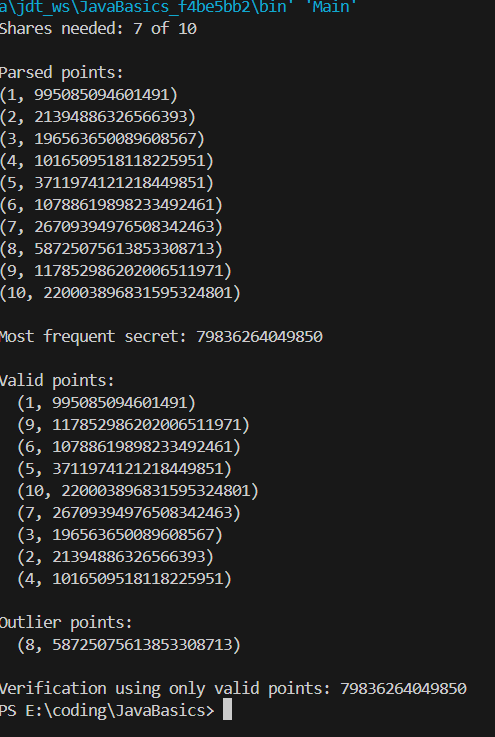 a\jdt_ws\JavaBasics_f4be5bb2\bin' 'Main'
Shares needed: 7 of 10
Parsed points:
(1, 995085094601491)
(2, 21394886326566393)
(3, 196563650089608567)
(4, 1016509518118225951)
(5, 3711974121218449851)
(6, 10788619898233492461)
(7, 26709394976508342463)
(8, 58725075613853308713)
(9, 117852986202006511971)
(10, 220003896831595324801)
Most frequent secret: 79836264049850
Valid points:
(1, 995085094601491)
(9, 117852986202006511971)
(6, 10788619898233492461)
(5, 3711974121218449851)
(10, 220003896831595324801)
(7, 26709394976508342463)
(3, 196563650089608567)
(2, 21394886326566393)
(4, 1016509518118225951)
Outlier points:
(8, 58725075613853308713)
Verification using only valid points: 79836264049850
PS E:\coding\JavaBasics>